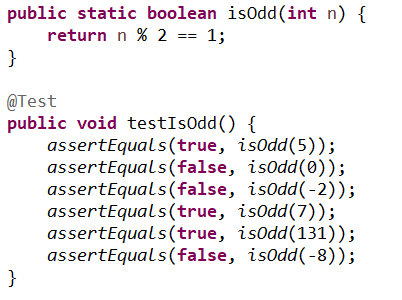 public static boolean isOdd(int n) {
    return n % 2 == 1;
}
@Test
public void testIsOdd() {
    assertEquals(true, isOdd(5));
    assertEquals(false, isOdd(0));
    assertEquals(false, isOdd(-2));
    assertEquals(true, isOdd(7));
    assertEquals(true, isOdd(131));
    assertEquals(false, isOdd(-8));
}